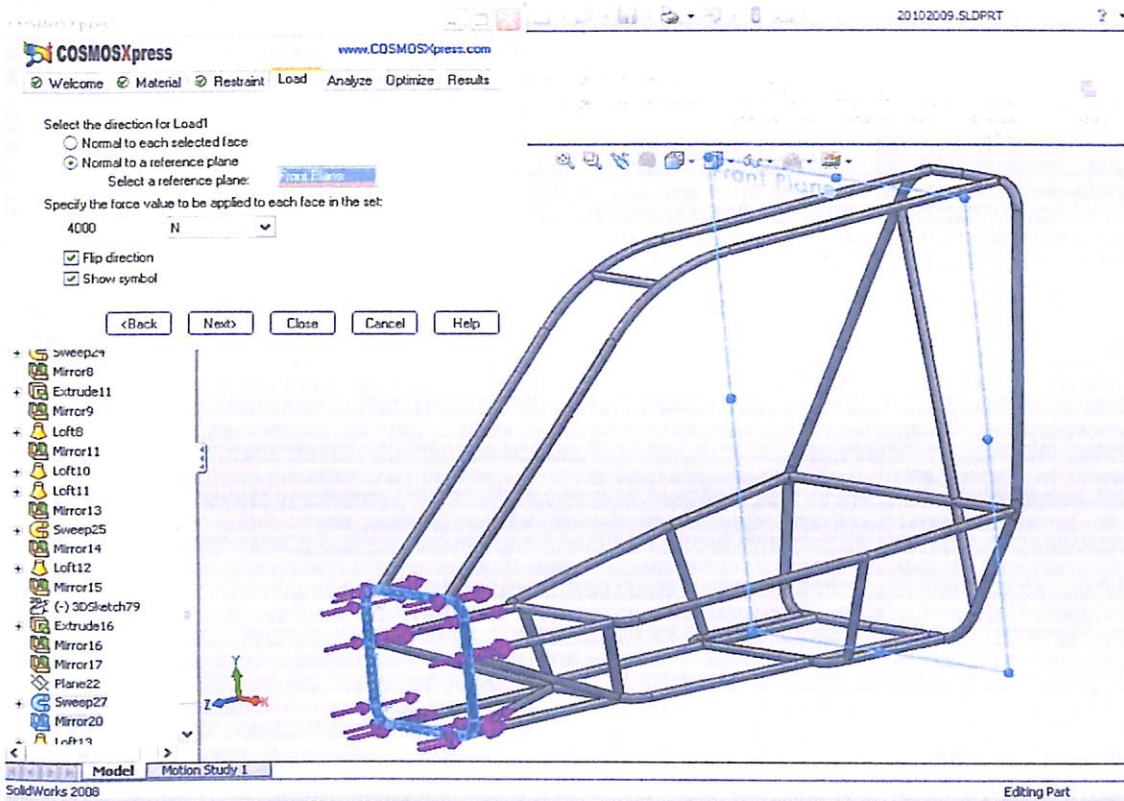 20102009.SLDPRT
?
COSMOSXpress
www.COSMOSXpress.com
Welcome Material Restraint Load Analyze Optimize Results
Select the direction for Load1
Normal to each selected face
Normal to a reference plane
Select a reference plane:
Specify the force value to be applied to each face in the set:
4000 N
Flip direction
Show symbol
<Back Next> Close Cancel Help
Front Plane
Sweep24
Mirror8
Extrude11
Mirror9
Loft8
Mirror11
Loft10
Loft11
Mirror13
Sweep25
Mirror14
Loft12
Mirror15
(-) 3DSketch79
Extrude16
Mirror16
Mirror17
Plane22
Sweep27
Mirror20
Loft13
Y
Z X
Model Motion Study 1
SolidWorks 2008 Editing Part